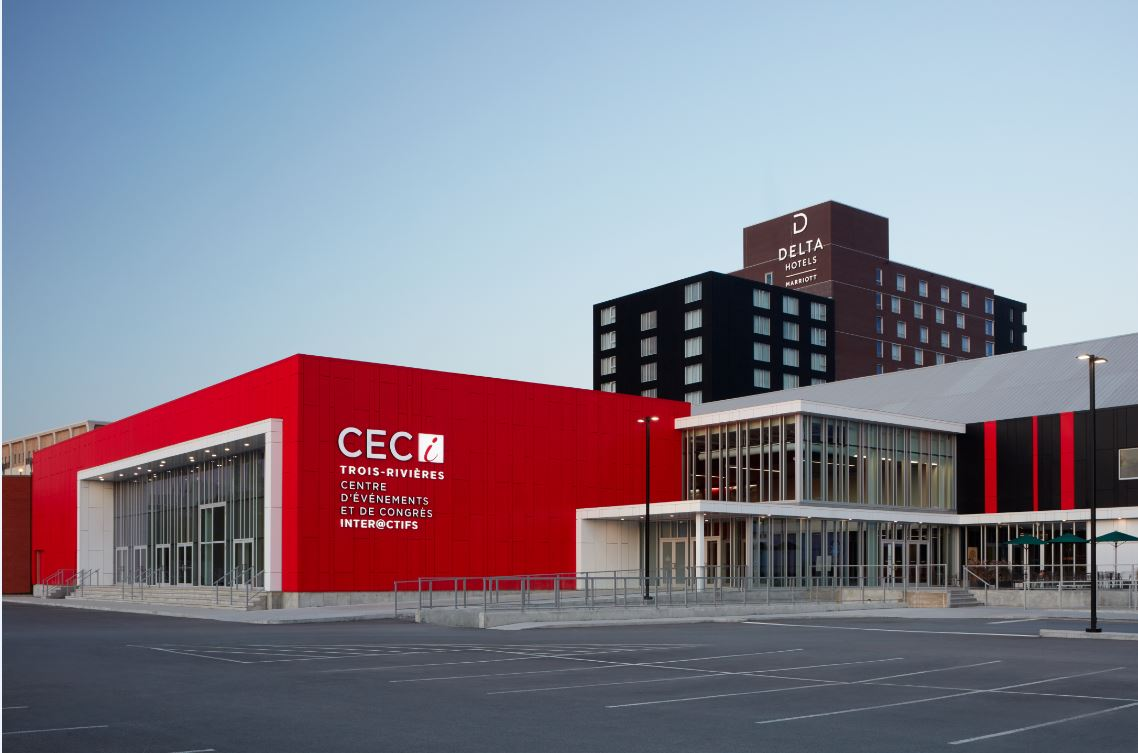 D
DELTA
HOTELS
MARRIOTT
CEC i
TROIS-RIVIÈRES
CENTRE
D'ÉVÉNEMENTS
ET DE CONGRÈS
INTER@CTIFS